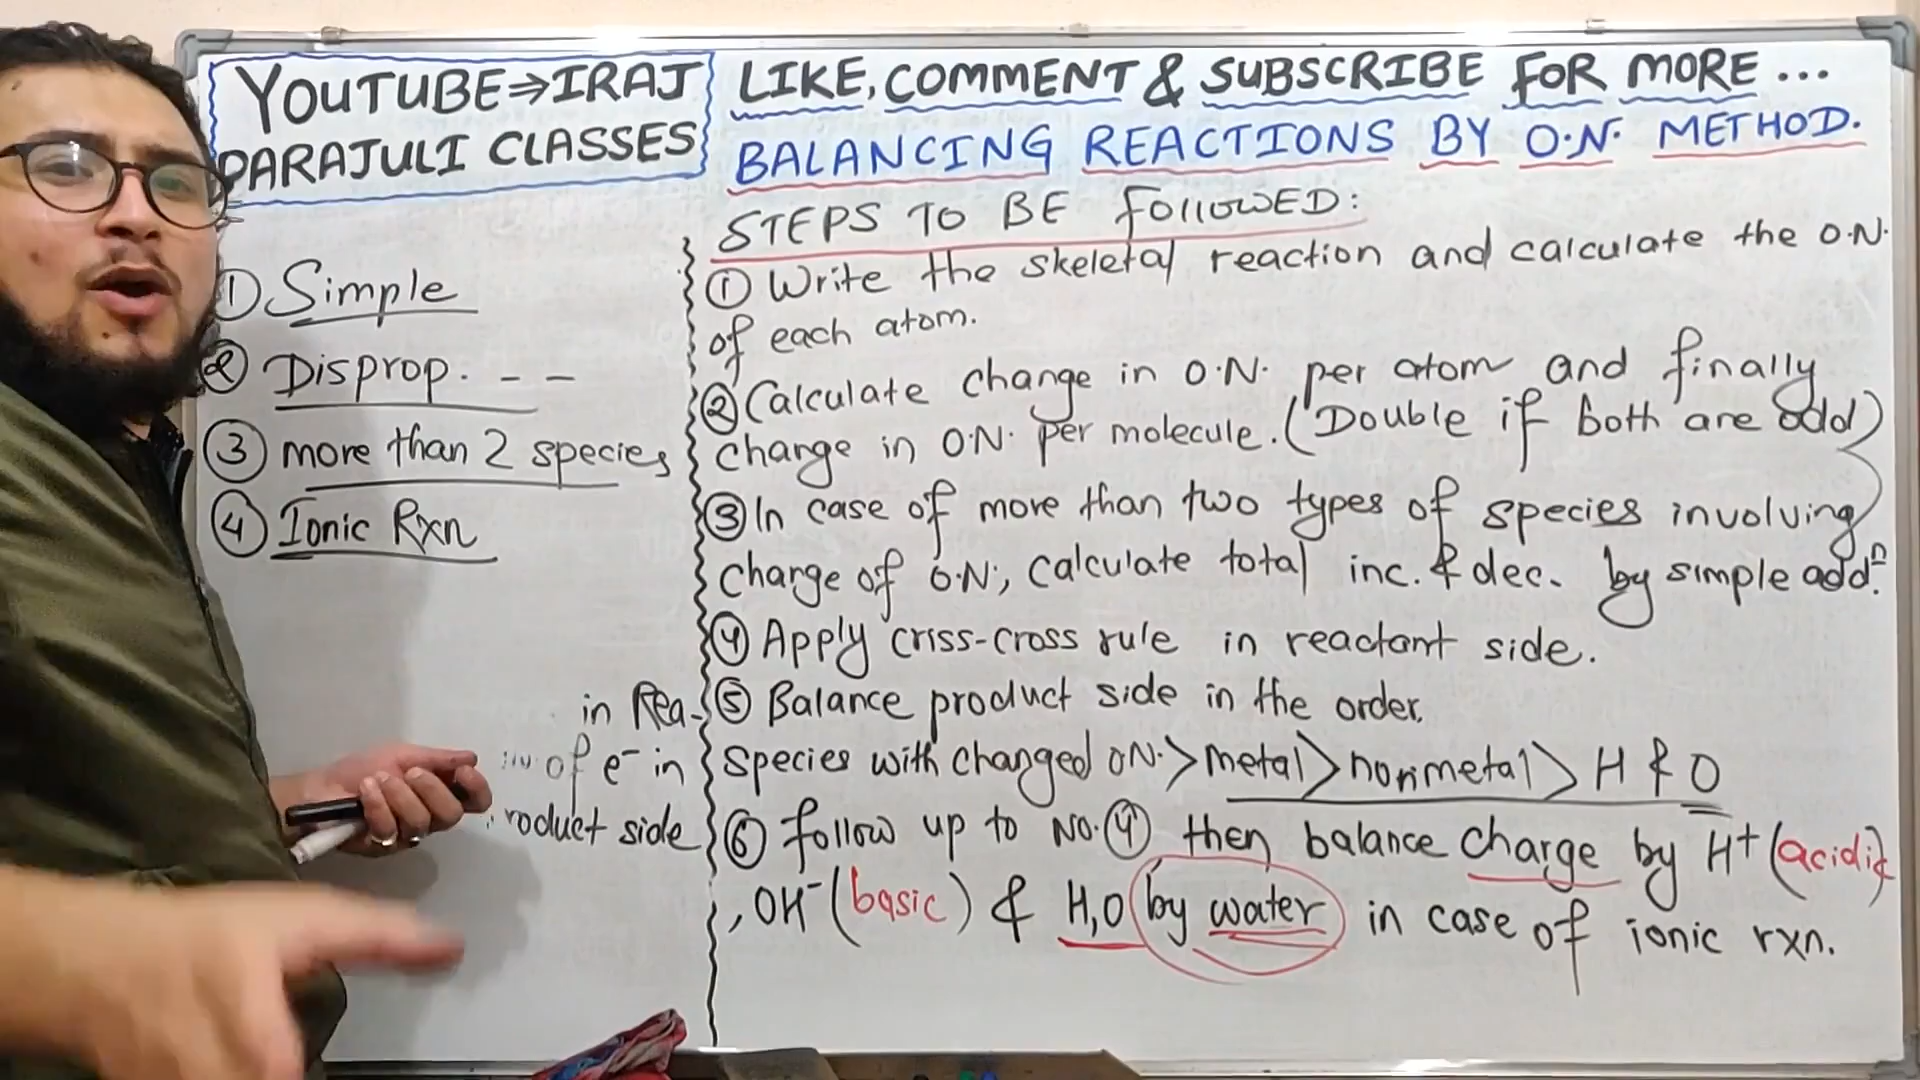 YOUTUBE⇒IRAJ
PARAJULI CLASSES
LIKE, COMMENT & SUBSCRIBE FOR MORE ...
BALANCING REACTIONS BY O.N. METHOD.
① Simple
② Disprop. - -
③ more than 2 species
④ Ionic Rxn
in Rea-
of e⁻ in
roduct side
STEPS TO BE FOLLOWED:
① Write the skeletal reaction and calculate the O.N.
of each atom.
② Calculate change in O.N. per atom and finally
change in O.N. per molecule. (Double if both are odd)
③ In case of more than two types of species involving
charge of O.N., calculate total inc. & dec. by simple addⁿ.
④ Apply criss-cross rule in reactant side.
⑤ Balance product side in the order.
species with changed O.N. > metal > nonmetal > H & O
⑥ follow up to No. ④ then balance charge by H⁺ (acidic)
, OH⁻ (basic) & H,O by water in case of ionic rxn.